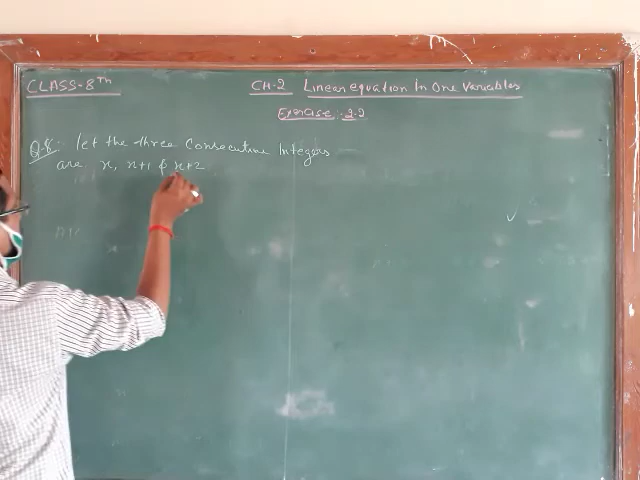 CLASS-8TH
CH-2 Linear equation In One Variables
Exercise 2.2
Q.8: Let the three Consecutive Integers
are x, x+1 & x+2